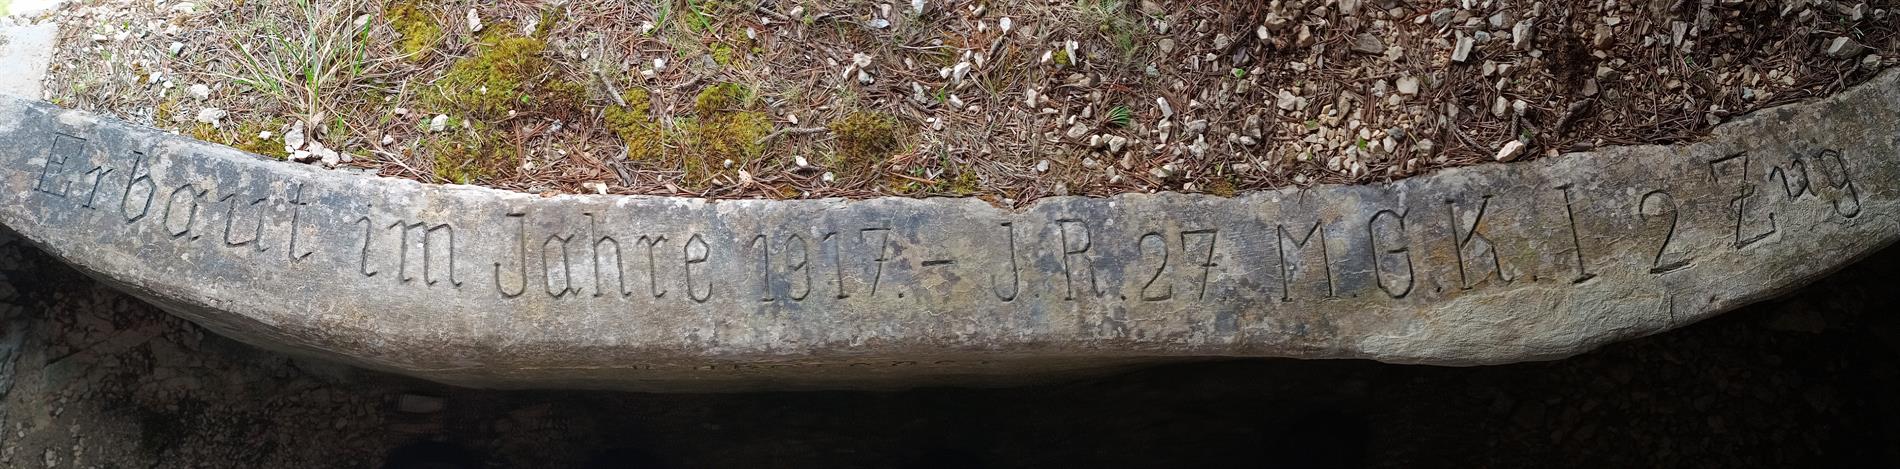 Erbaut im Jahre 1917. - J.R. 27 M.G.K. I 2 Zug